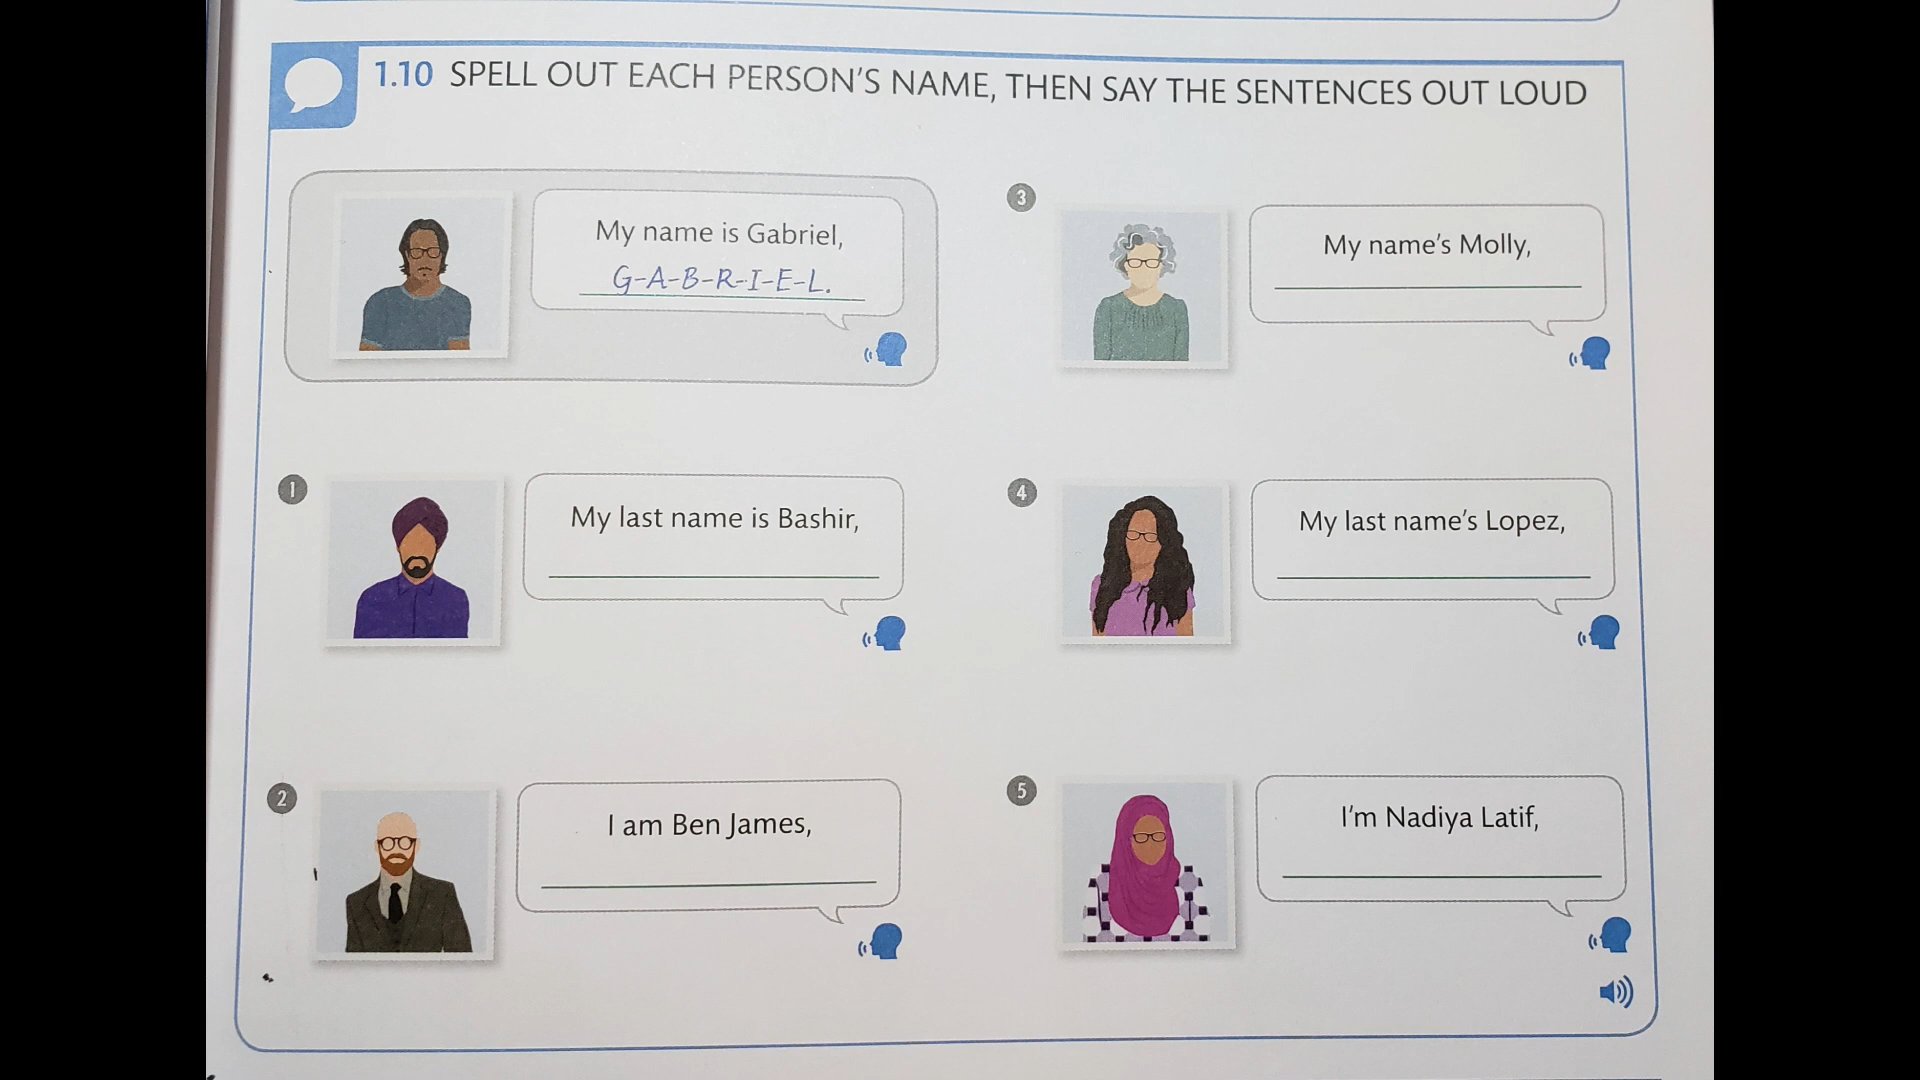 1.10 SPELL OUT EACH PERSON'S NAME, THEN SAY THE SENTENCES OUT LOUD
My name is Gabriel,
G-A-B-R-I-E-L.
1
My last name is Bashir,
2
I am Ben James,
3
My name's Molly,
4
My last name's Lopez,
5
I'm Nadiya Latif,